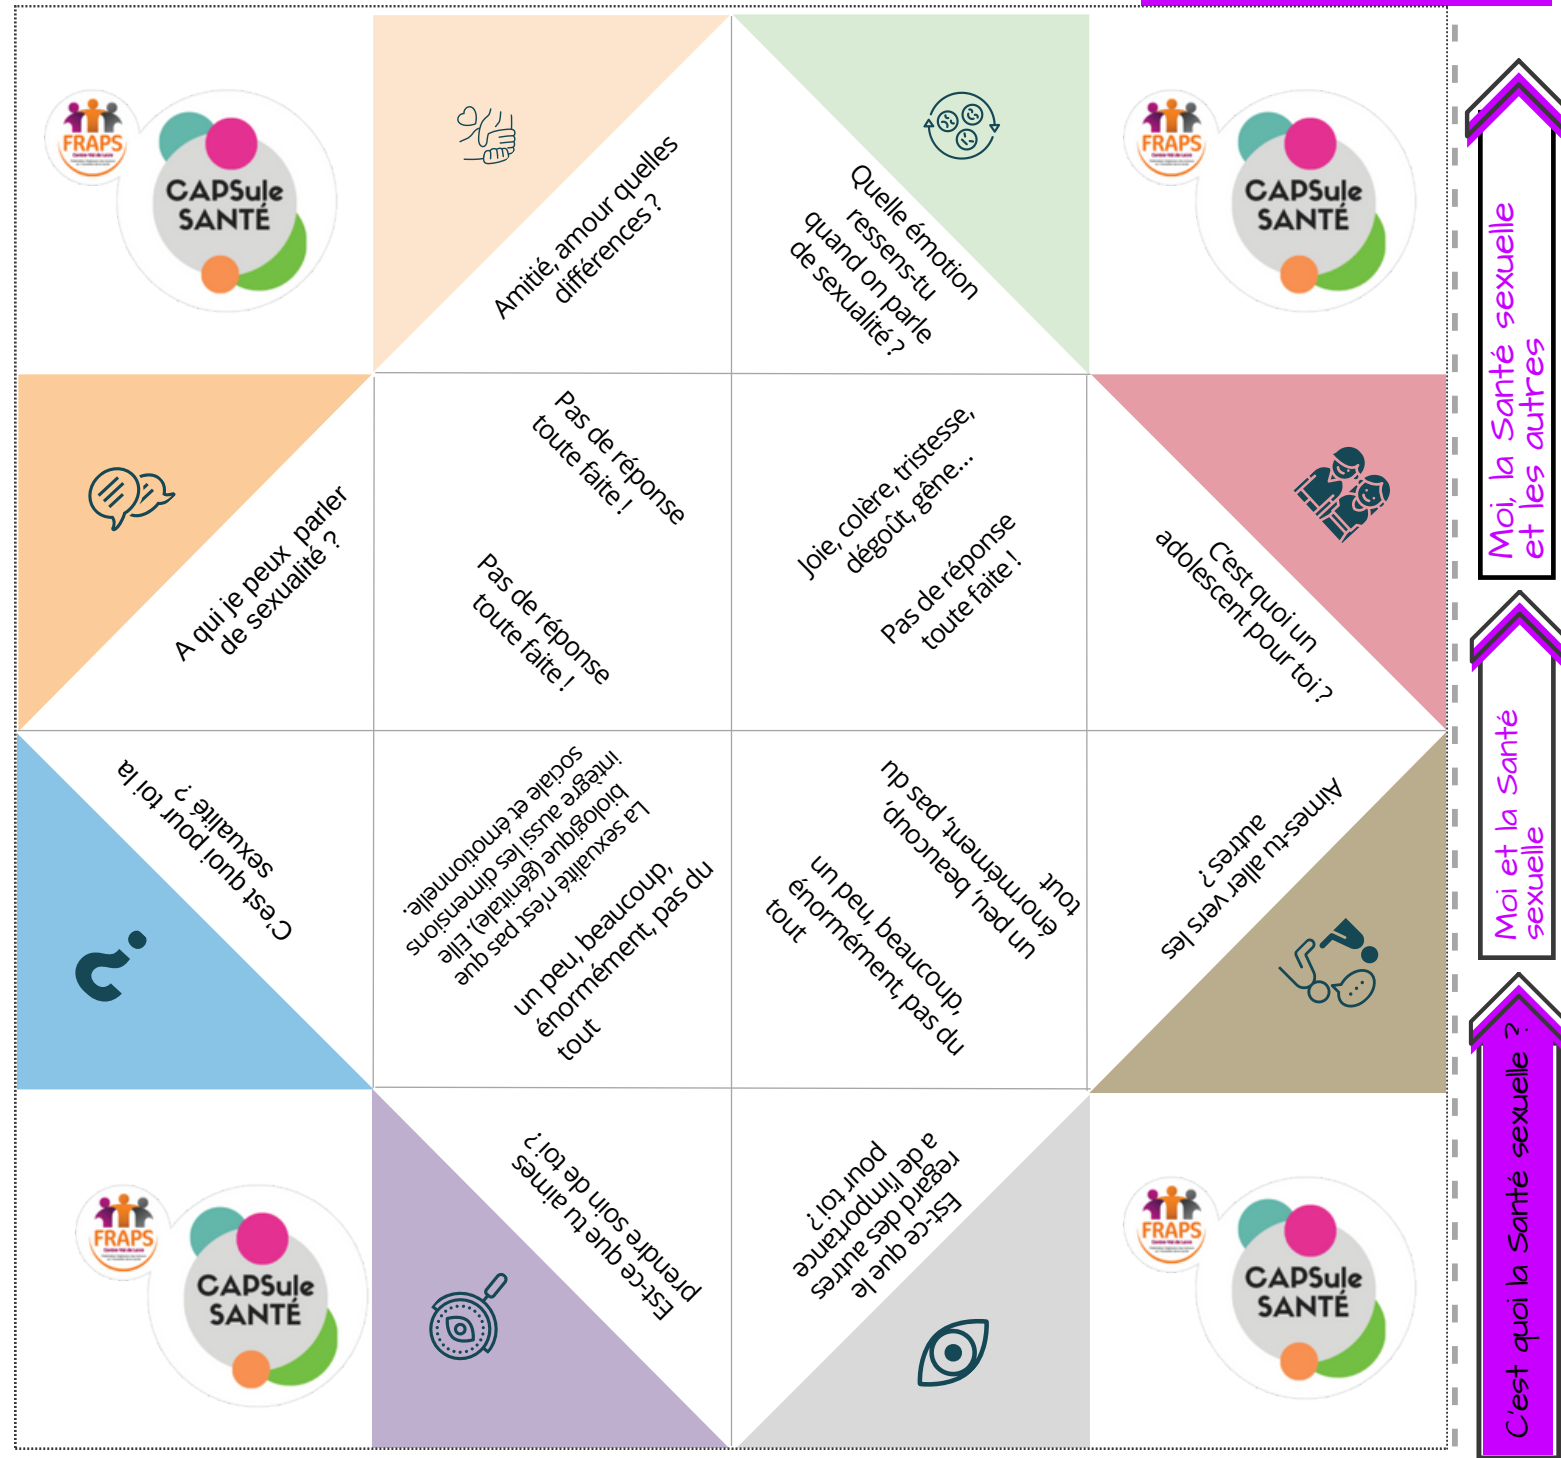 FRAPS
CAPSule
SANTÉ
Amitié, amour quelles
différences ?
Quelle émotion
ressens-tu
quand on parle
de sexualité ?
FRAPS
CAPSule
SANTÉ
A qui je peux parler
de sexualité ?
Pas de réponse
toute faite !
Pas de réponse
toute faite !
Joie, colère, tristesse,
dégoût, gêne...
Pas de réponse
toute faite !
C'est quoi un
adolescent pour toi ?
C'est pour quoi toi la
sexualité ?
La sexualité n'est pas que
biologique (génitale). Elle
intègre aussi les dimensions
sociale et émotionnelle.
un peu, beaucoup,
énormément, pas du
tout
un peu, beaucoup,
énormément, pas du
tout
un peu, beaucoup,
énormément, pas du
tout
Aimes-tu aller vers les
autres ?
FRAPS
CAPSule
SANTÉ
Est-ce que tu aimes
prendre soin de toi ?
Est-ce que le
regard des autres
a de l'importance
pour toi ?
FRAPS
CAPSule
SANTÉ
Moi, la Santé sexuelle
et les autres
Moi et la Santé
sexuelle
C'est quoi la Santé sexuelle ?